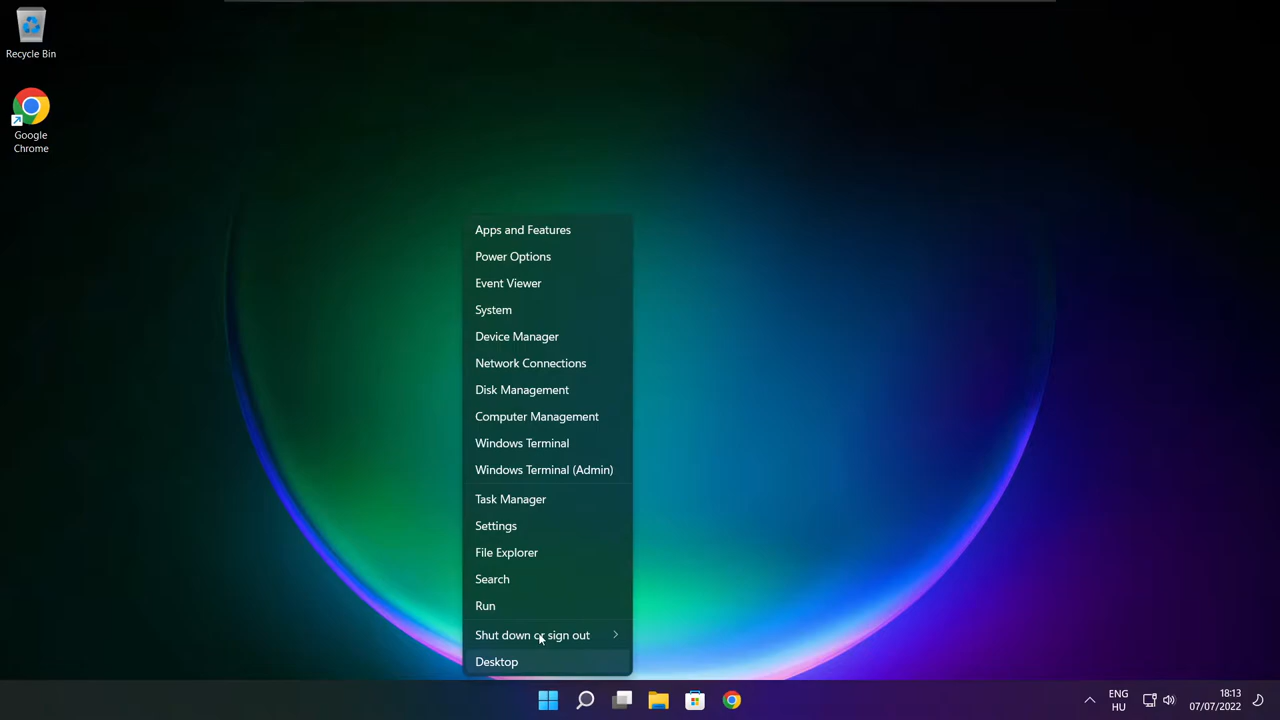 Recycle Bin
Google
Chrome
Apps and Features
Power Options
Event Viewer
System
Device Manager
Network Connections
Disk Management
Computer Management
Windows Terminal
Windows Terminal (Admin)
Task Manager
Settings
File Explorer
Search
Run
Shut down or sign out
Desktop
ENG
HU
18:13
07/07/2022